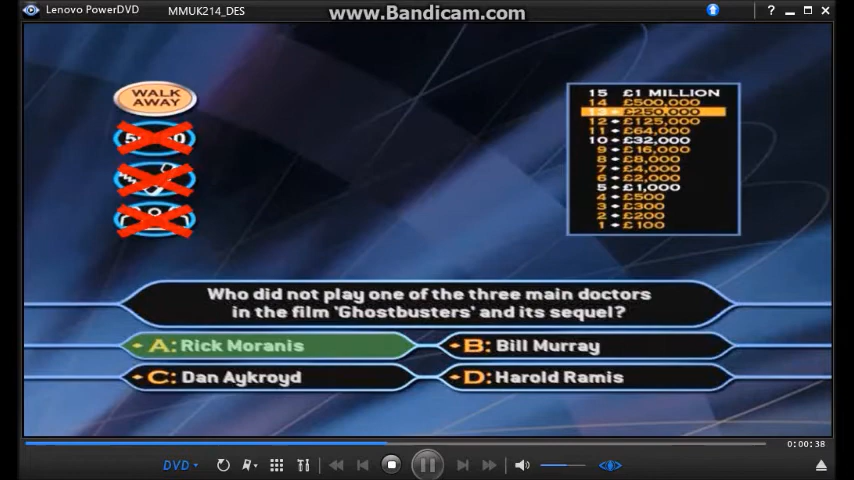 Lenovo PowerDVD
MMUK214_DES
www.Bandicam.com
?
WALK
AWAY
15 £1 MILLION
14 £500,000
13 £250,000
12 £125,000
11 £64,000
10 £32,000
9 £16,000
8 £8,000
7 £4,000
6 £2,000
5 £1,000
4 £500
3 £300
2 £200
1 £100
Who did not play one of the three main doctors
in the film 'Ghostbusters' and its sequel?
A: Rick Moranis
B: Bill Murray
C: Dan Aykroyd
D: Harold Ramis
0:00:38
DVD